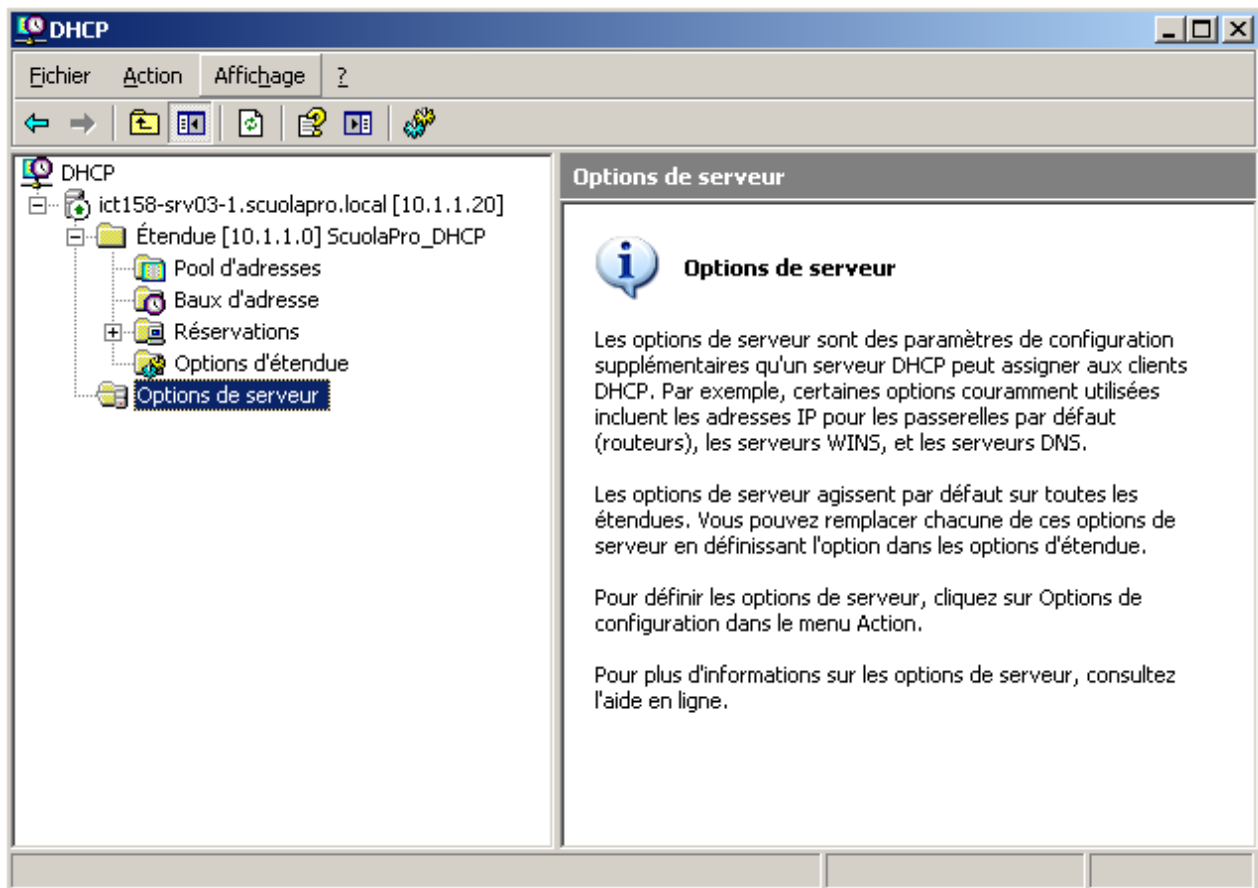 DHCP
Fichier Action Affichage ?
DHCP
ict158-srv03-1.scuolapro.local [10.1.1.20]
Étendue [10.1.1.0] ScuolaPro_DHCP
Pool d'adresses
Baux d'adresse
Réservations
Options d'étendue
Options de serveur
Options de serveur
Options de serveur
Les options de serveur sont des paramètres de configuration
supplémentaires qu'un serveur DHCP peut assigner aux clients
DHCP. Par exemple, certaines options couramment utilisées
incluent les adresses IP pour les passerelles par défaut
(routeurs), les serveurs WINS, et les serveurs DNS.
Les options de serveur agissent par défaut sur toutes les
étendues. Vous pouvez remplacer chacune de ces options de
serveur en définissant l'option dans les options d'étendue.
Pour définir les options de serveur, cliquez sur Options de
configuration dans le menu Action.
Pour plus d'informations sur les options de serveur, consultez
l'aide en ligne.